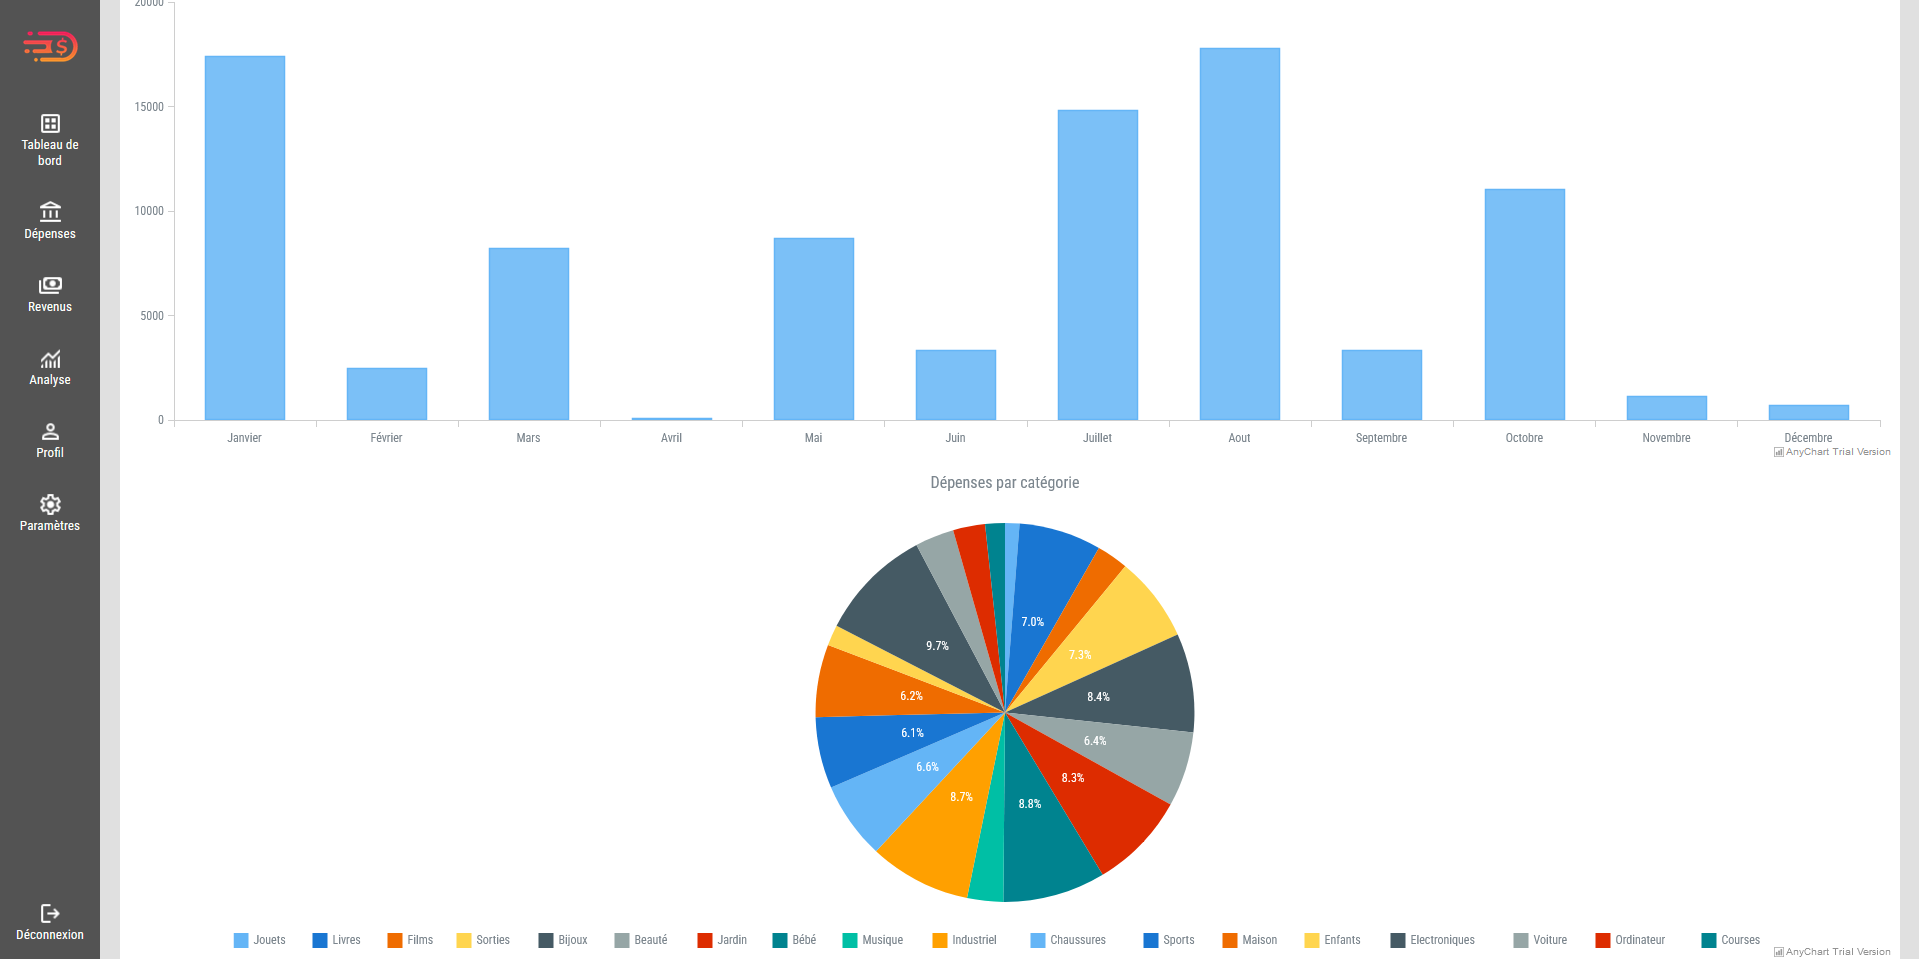 Tableau de
bord
Dépenses
Revenus
Analyse
Profil
Paramètres
Déconnexion
20000
15000
10000
5000
0
Janvier Février Mars Avril Mai Juin Juillet Aout Septembre Octobre Novembre Décembre
AnyChart Trial Version
Dépenses par catégorie
7.0%
9.7%
7.3%
6.2%
8.4%
6.1%
6.4%
6.6%
8.3%
8.7%
8.8%
Jouets Livres Films Sorties Bijoux Beauté Jardin Bébé Musique Industriel Chaussures Sports Maison Enfants Electroniques Voiture Ordinateur Courses
AnyChart Trial Version